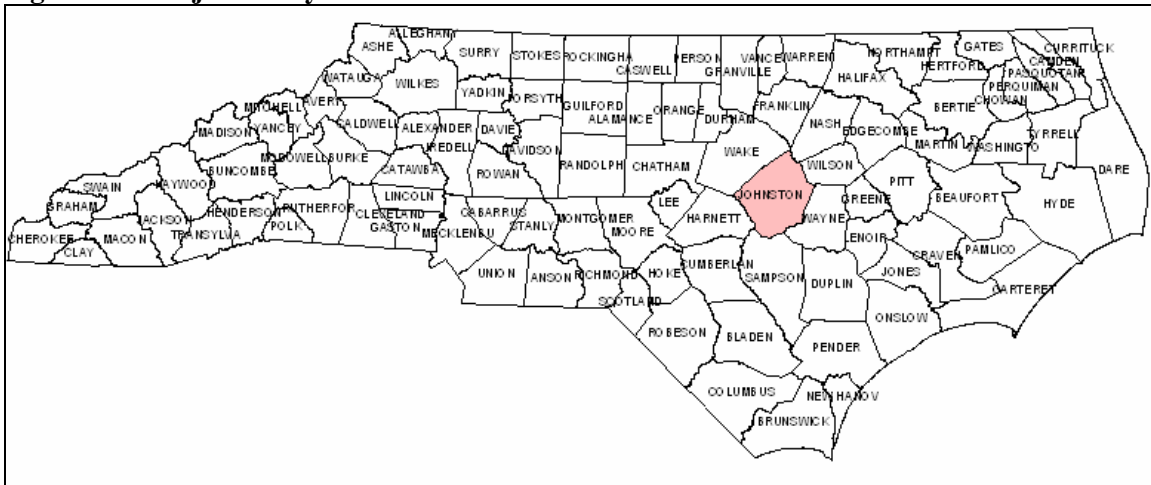 ALLEGHANY
ASHE
SURRY
STOKES
ROCKINGHA
CASWELL
PERSON
GRANVILLE
VANCE
WARREN
NORTHAMPT
HERTFORD
GATES
CURRITUCK
CAMDEN
PASQUOTAN
PERQUIMAN
CHOWAN
HALIFAX
BERTIE
WATAUGA
WILKES
YADKIN
FORSYTH
GUILFORD
ALAMANCE
ORANGE
DURHAM
FRANKLIN
NASH
EDGECOMBE
MARTIN
WASHINGTO
TYRRELL
DARE
MITCHELL
AVERY
CALDWELL
ALEXANDER
DAVIE
IREDELL
DAVIDSON
MADISON
YANCEY
MCDOWELL
BURKE
CATAWBA
ROWAN
RANDOLPH
CHATHAM
WAKE
WILSON
PITT
BEAUFORT
HYDE
SWAIN
HAYWOOD
BUNCOMBE
LINCOLN
JOHNSTON
GREENE
LEE
WAYNE
HARNETT
GRAHAM
JACKSON
HENDERSON
RUTHERFOR
CLEVELAND
GASTON
CABARRUS
STANLY
MONTGOMER
MOORE
CHEROKEE
CLAY
MACON
TRANSYLVA
POLK
MECKLENBU
LENOIR
CRAVEN
PAMLICO
JONES
UNION
ANSON
RICHMOND
HOKE
CUMBERLAN
SAMPSON
DUPLIN
CARTERET
SCOTLAND
ROBESON
BLADEN
ONSLOW
PENDER
COLUMBUS
NEW HANOV
BRUNSWICK